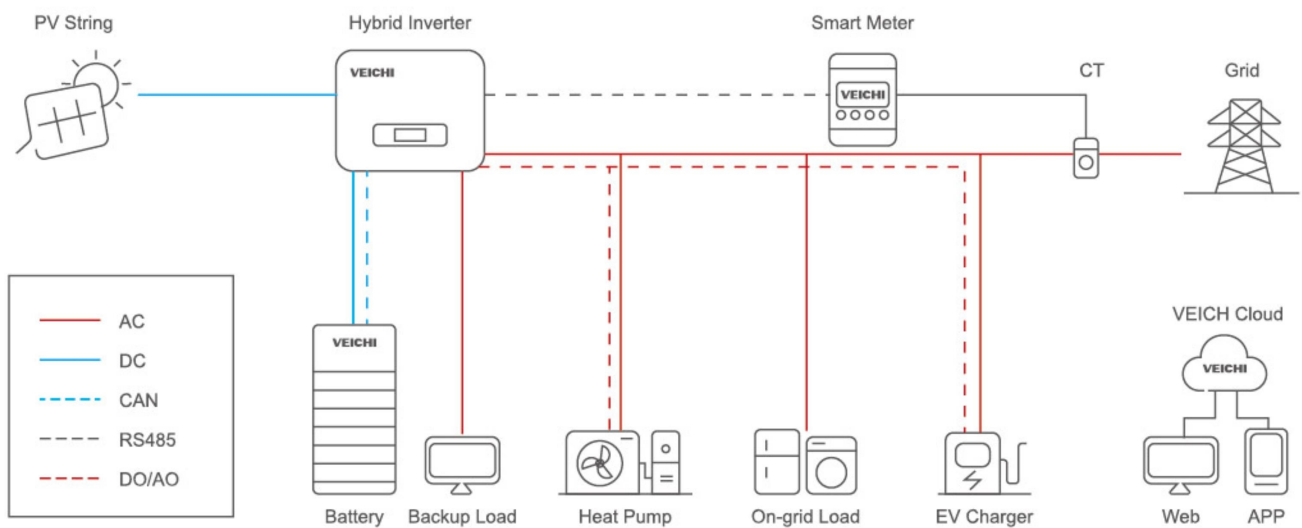 PV String
Hybrid Inverter
Smart Meter
CT
Grid
VEICHI
VEICHI
AC
DC
CAN
RS485
DO/AO
VEICHI
VEICH Cloud
VEICHI
Battery
Backup Load
Heat Pump
On-grid Load
EV Charger
Web
APP